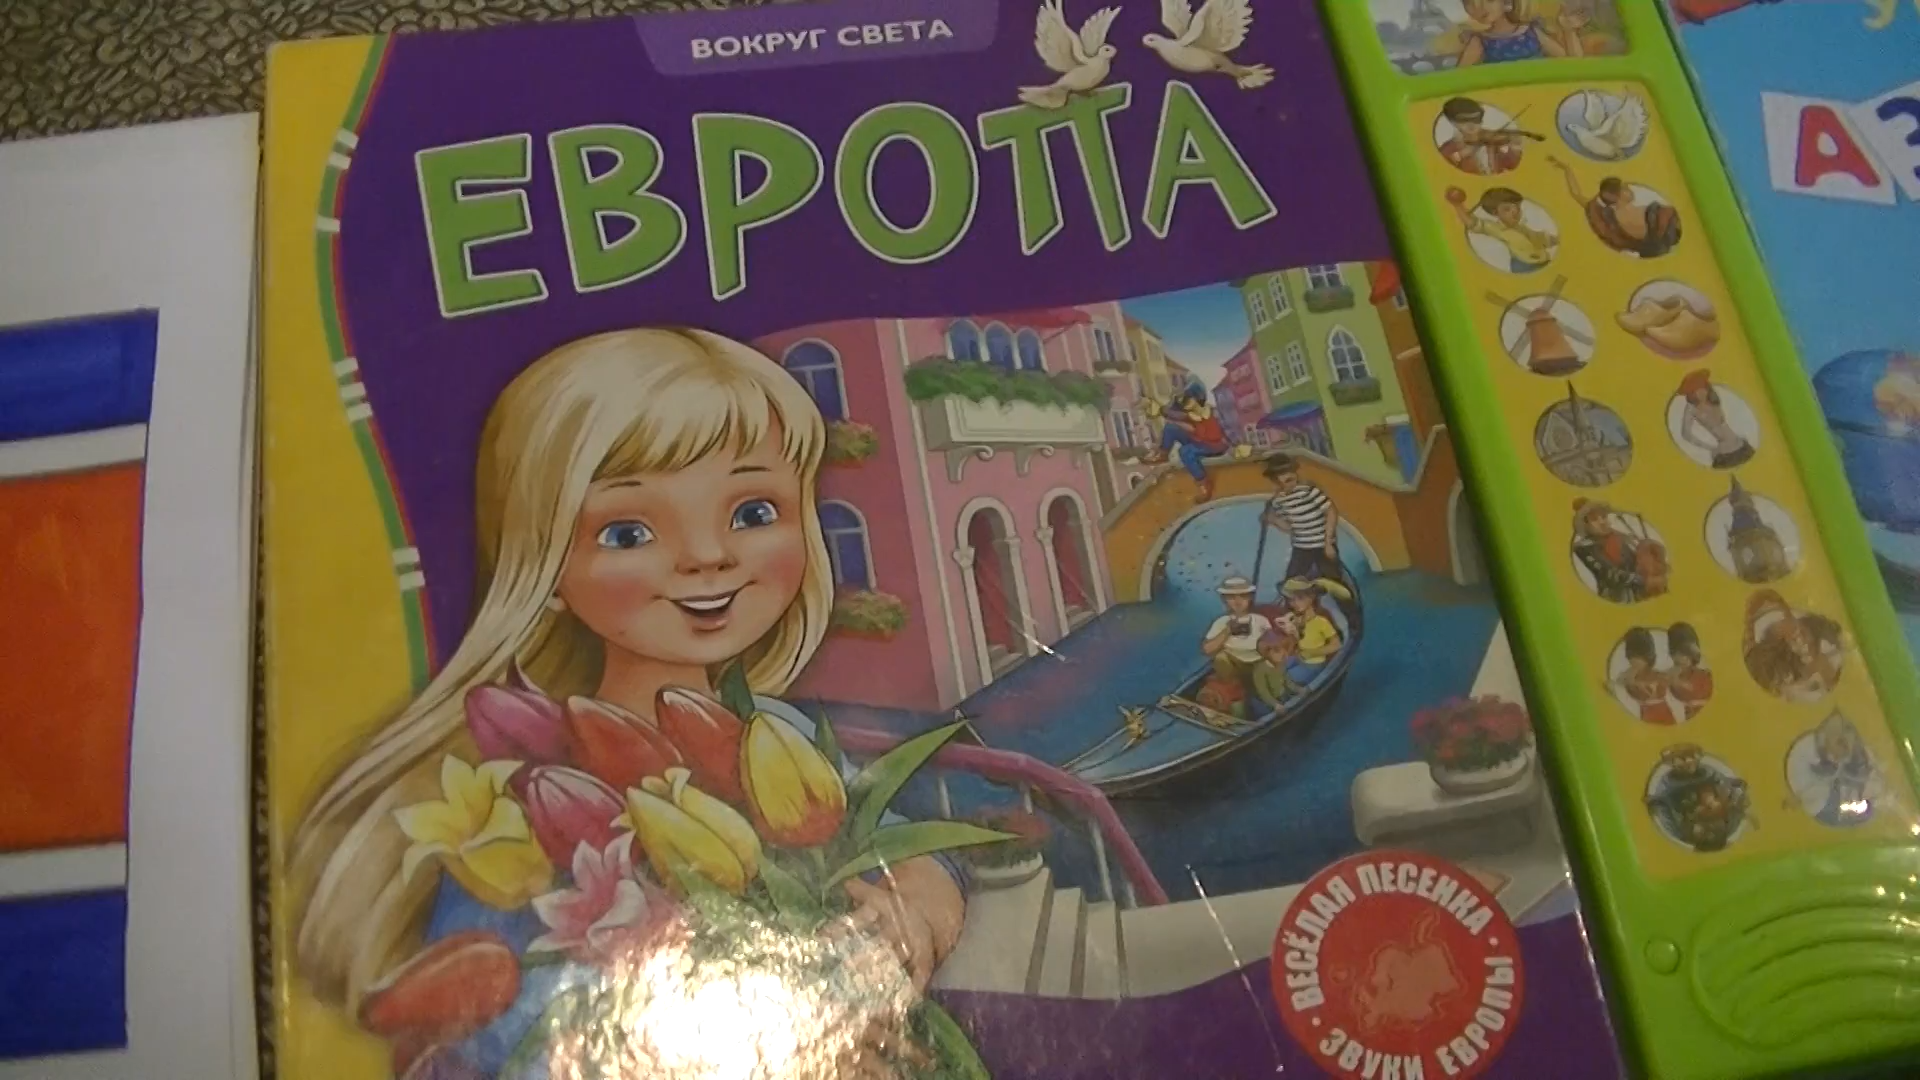 ВОКРУГ СВЕТА
ЕВРОПА
ВЕСЁЛАЯ ПЕСЕНКА
ЗВУКИ ЕВРОПЫ
А